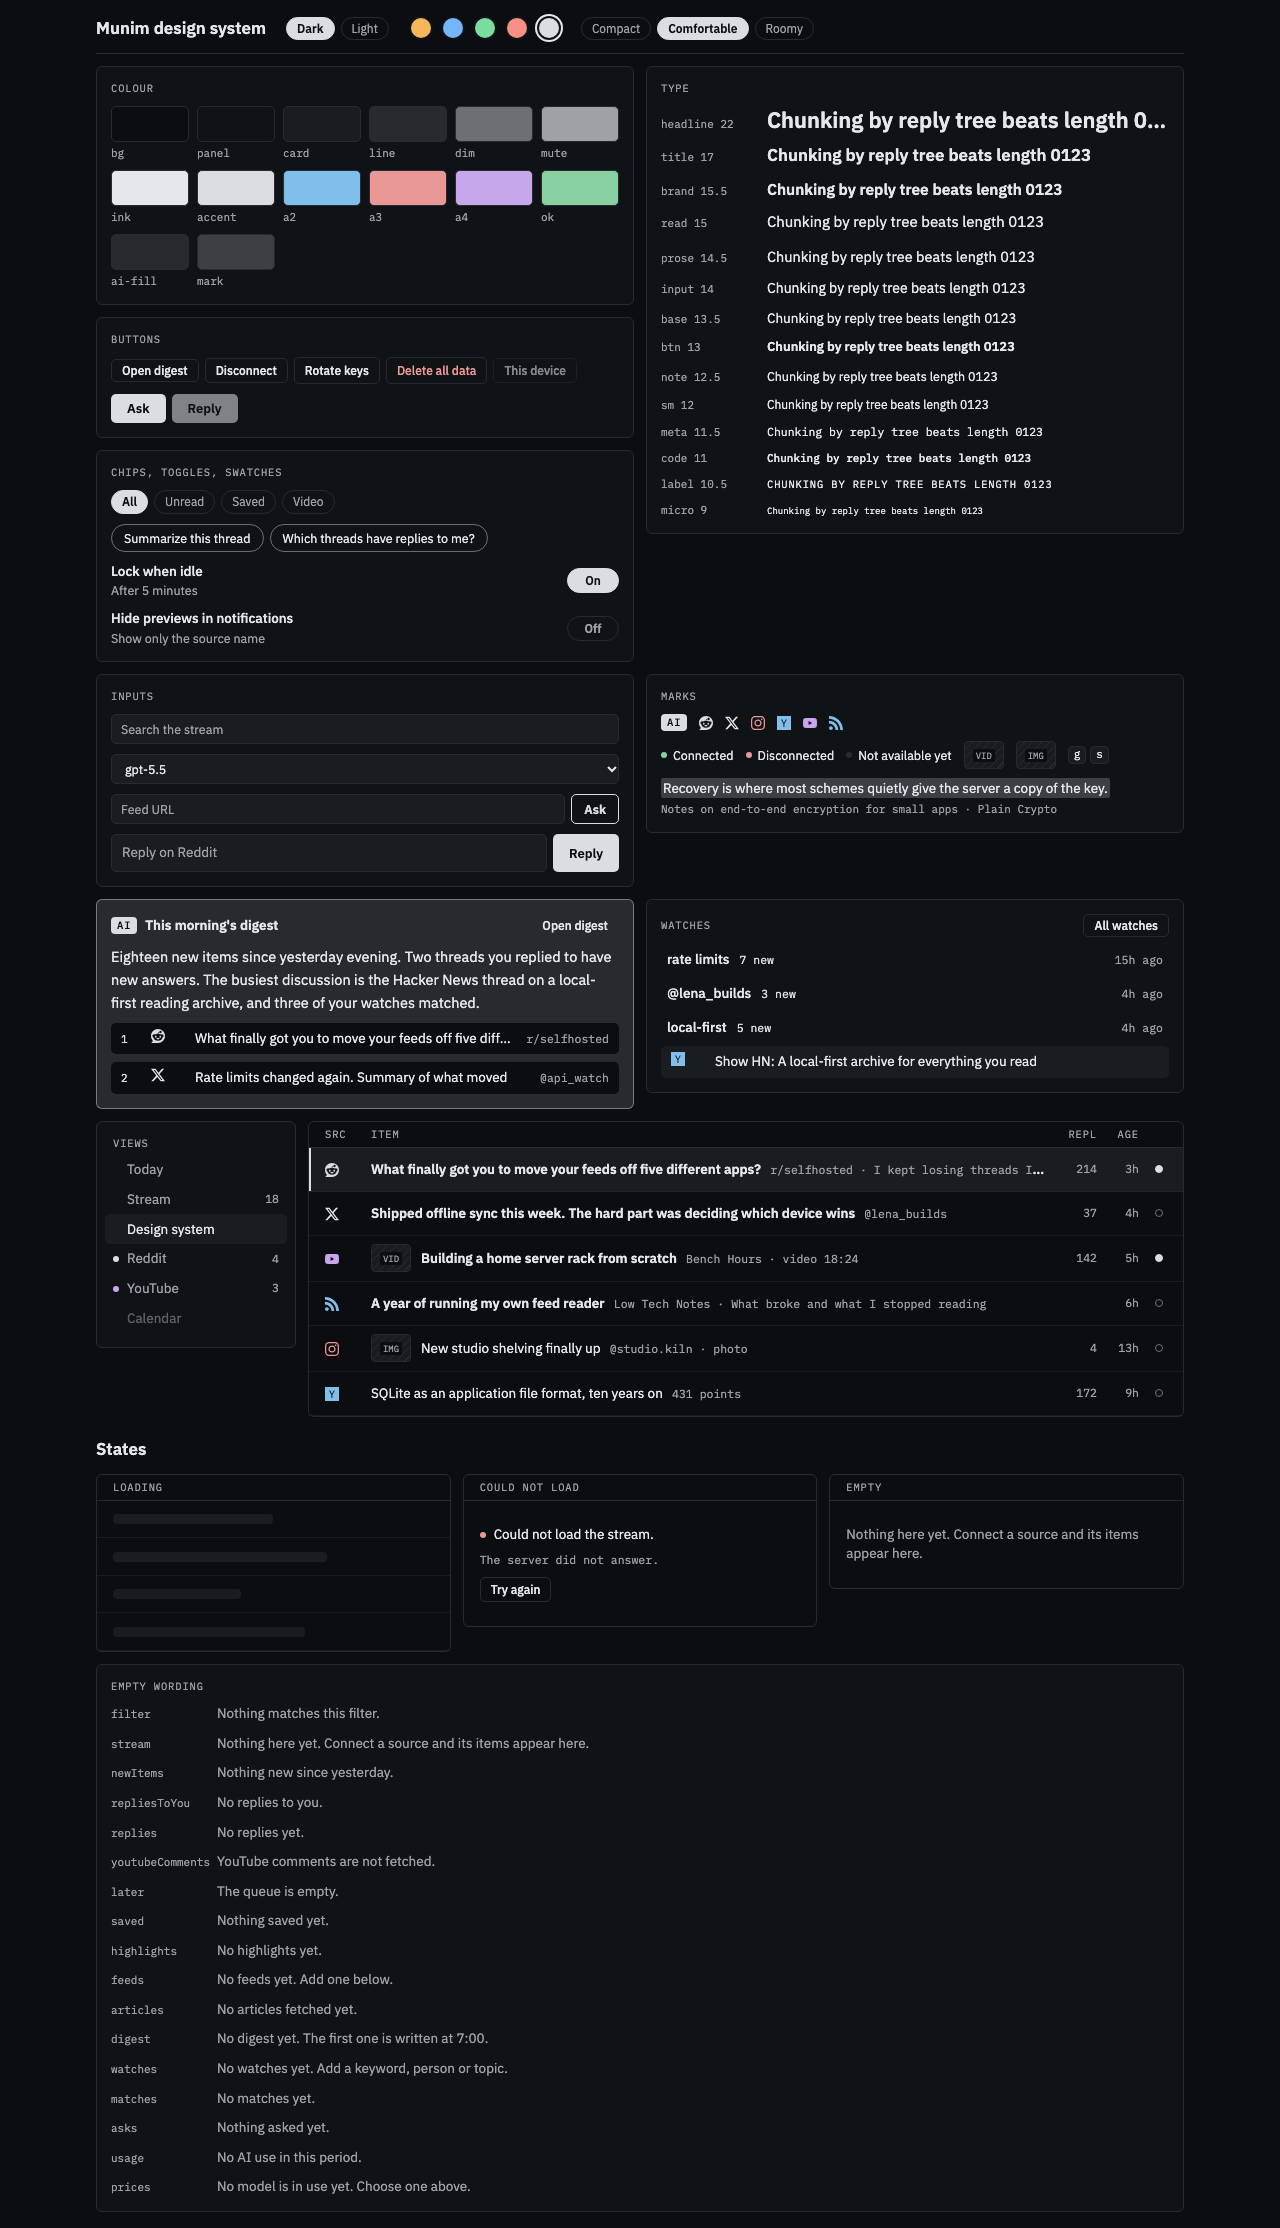 Munim design system Dark Light Compact Comfortable Roomy
COLOUR
bg panel card line dim mute
ink accent a2 a3 a4 ok
ai-fill mark
TYPE
headline 22 Chunking by reply tree beats length 0...
title 17 Chunking by reply tree beats length 0123
brand 15.5 Chunking by reply tree beats length 0123
read 15 Chunking by reply tree beats length 0123
prose 14.5 Chunking by reply tree beats length 0123
input 14 Chunking by reply tree beats length 0123
base 13.5 Chunking by reply tree beats length 0123
btn 13 Chunking by reply tree beats length 0123
note 12.5 Chunking by reply tree beats length 0123
sm 12 Chunking by reply tree beats length 0123
meta 11.5 Chunking by reply tree beats length 0123
code 11 Chunking by reply tree beats length 0123
label 10.5 CHUNKING BY REPLY TREE BEATS LENGTH 0123
micro 9 Chunking by reply tree beats length 0123
BUTTONS
Open digest Disconnect Rotate keys Delete all data This device
Ask Reply
CHIPS, TOGGLES, SWATCHES
All Unread Saved Video
Summarize this thread Which threads have replies to me?
Lock when idle
After 5 minutes
On
Hide previews in notifications
Show only the source name
Off
INPUTS
Search the stream
gpt-5.5
Feed URL Ask
Reply on Reddit Reply
MARKS
AI Y
Connected Disconnected Not available yet VID IMG g s
Recovery is where most schemes quietly give the server a copy of the key.
Notes on end-to-end encryption for small apps · Plain Crypto
AI This morning's digest Open digest
Eighteen new items since yesterday evening. Two threads you replied to have
new answers. The busiest discussion is the Hacker News thread on a local-
first reading archive, and three of your watches matched.
1 What finally got you to move your feeds off five diff... r/selfhosted
2 Rate limits changed again. Summary of what moved @api_watch
WATCHES All watches
rate limits 7 new 15h ago
@lena_builds 3 new 4h ago
local-first 5 new 4h ago
Y Show HN: A local-first archive for everything you read
VIEWS
Today
Stream 18
Design system
Reddit 4
YouTube 3
Calendar
SRC ITEM REPL AGE
What finally got you to move your feeds off five different apps? r/selfhosted · I kept losing threads I... 214 3h
Shipped offline sync this week. The hard part was deciding which device wins @lena_builds 37 4h
VID Building a home server rack from scratch Bench Hours · video 18:24 142 5h
A year of running my own feed reader Low Tech Notes · What broke and what I stopped reading 6h
IMG New studio shelving finally up @studio.kiln · photo 4 13h
Y SQLite as an application file format, ten years on 431 points 172 9h
States
LOADING
COULD NOT LOAD
Could not load the stream.
The server did not answer.
Try again
EMPTY
Nothing here yet. Connect a source and its items
appear here.
EMPTY WORDING
filter Nothing matches this filter.
stream Nothing here yet. Connect a source and its items appear here.
newItems Nothing new since yesterday.
repliesToYou No replies to you.
replies No replies yet.
youtubeComments YouTube comments are not fetched.
later The queue is empty.
saved Nothing saved yet.
highlights No highlights yet.
feeds No feeds yet. Add one below.
articles No articles fetched yet.
digest No digest yet. The first one is written at 7:00.
watches No watches yet. Add a keyword, person or topic.
matches No matches yet.
asks Nothing asked yet.
usage No AI use in this period.
prices No model is in use yet. Choose one above.